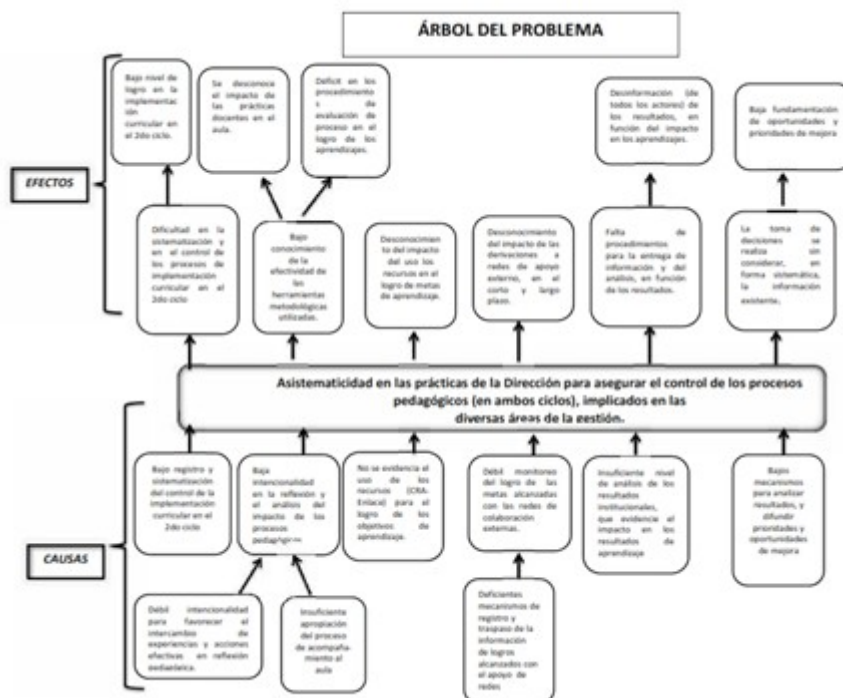 ÁRBOL DEL PROBLEMA
Bajo nivel de
logro en la
implementac
ión
curricular en
el 2do ciclo.
Se desconoce
el impacto de
las prácticas
docentes en el
aula.
Déficit en los
procedimiento
s de
evaluación de
proceso en el
logro de los
aprendizajes.
Desinformación (de
todos los actores) de
los resultados, en
función del impacto
en los aprendizajes.
Baja fundamentación
de oportunidades y
prioridades de mejora
EFECTOS
Dificultad en la
sistematización y
en el control de
los procesos de
implementación
curricular en el
2do ciclo
Bajo
conocimiento
de la
efectividad de
las
herramientas
metodológicas
utilizadas.
Desconocimien
to del impacto
del uso los
recursos en el
logro de metas
de aprendizaje.
Desconocimiento
del impacto de las
derivaciones a
redes de apoyo
externo, en el
corto y largo
plazo.
Falta de
procedimientos
para la entrega de
información y del
análisis, en función
de los resultados.
La toma de
decisiones se
realiza sin
considerar, en
forma sistemática,
la información
existente.
Asistematicidad en las prácticas de la Dirección para asegurar el control de los procesos
pedagógicos (en ambos ciclos), implicados en las
diversas áreas de la gestión.
Bajo registro y
sistematización del
control de la
implementación
curricular en el
2do ciclo
Baja
intencionalidad
en la reflexión y
el análisis del
impacto de los
procesos
pedagógicos
No se evidencia el
uso de los
recursos (CRA-
Enlace) para el
logro de los
objetivos de
aprendizaje.
Débil monitoreo
del logro de las
metas alcanzadas
con las redes de
colaboración
externas.
Insuficiente nivel
de análisis de los
resultados
institucionales,
que evidencie el
impacto en los
resultados de
aprendizaje
Bajos
mecanismos
para analizar
resultados, y
difundir
prioridades y
oportunidades
de mejora
CAUSAS
Débil intencionalidad
para favorecer el
intercambio de
experiencias y acciones
efectivas en reflexión
pedagógica.
Insuficiente
apropiación
del proceso
de acompaña-
miento al
aula
Deficientes
mecanismos de
registro y
traspaso de la
información
de logros
alcanzados con
el apoyo de
redes